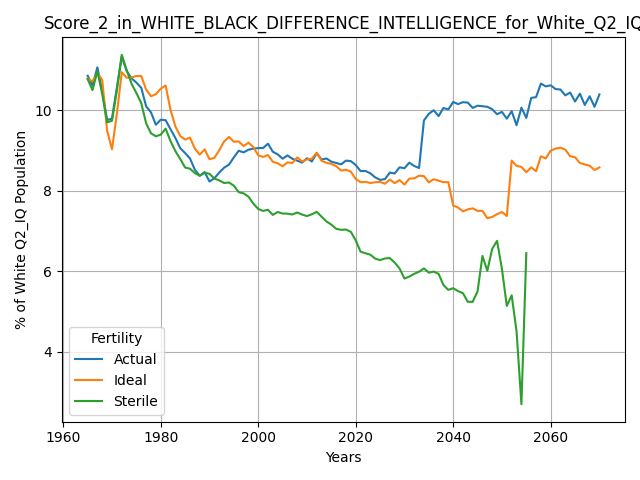 Score_2_in_WHITE_BLACK_DIFFERENCE_INTELLIGENCE_for_White_Q2_IQ
% of White Q2_IQ Population
10
8
6
4
Fertility
Actual
Ideal
Sterile
1960 1980 2000 2020 2040 2060
Years